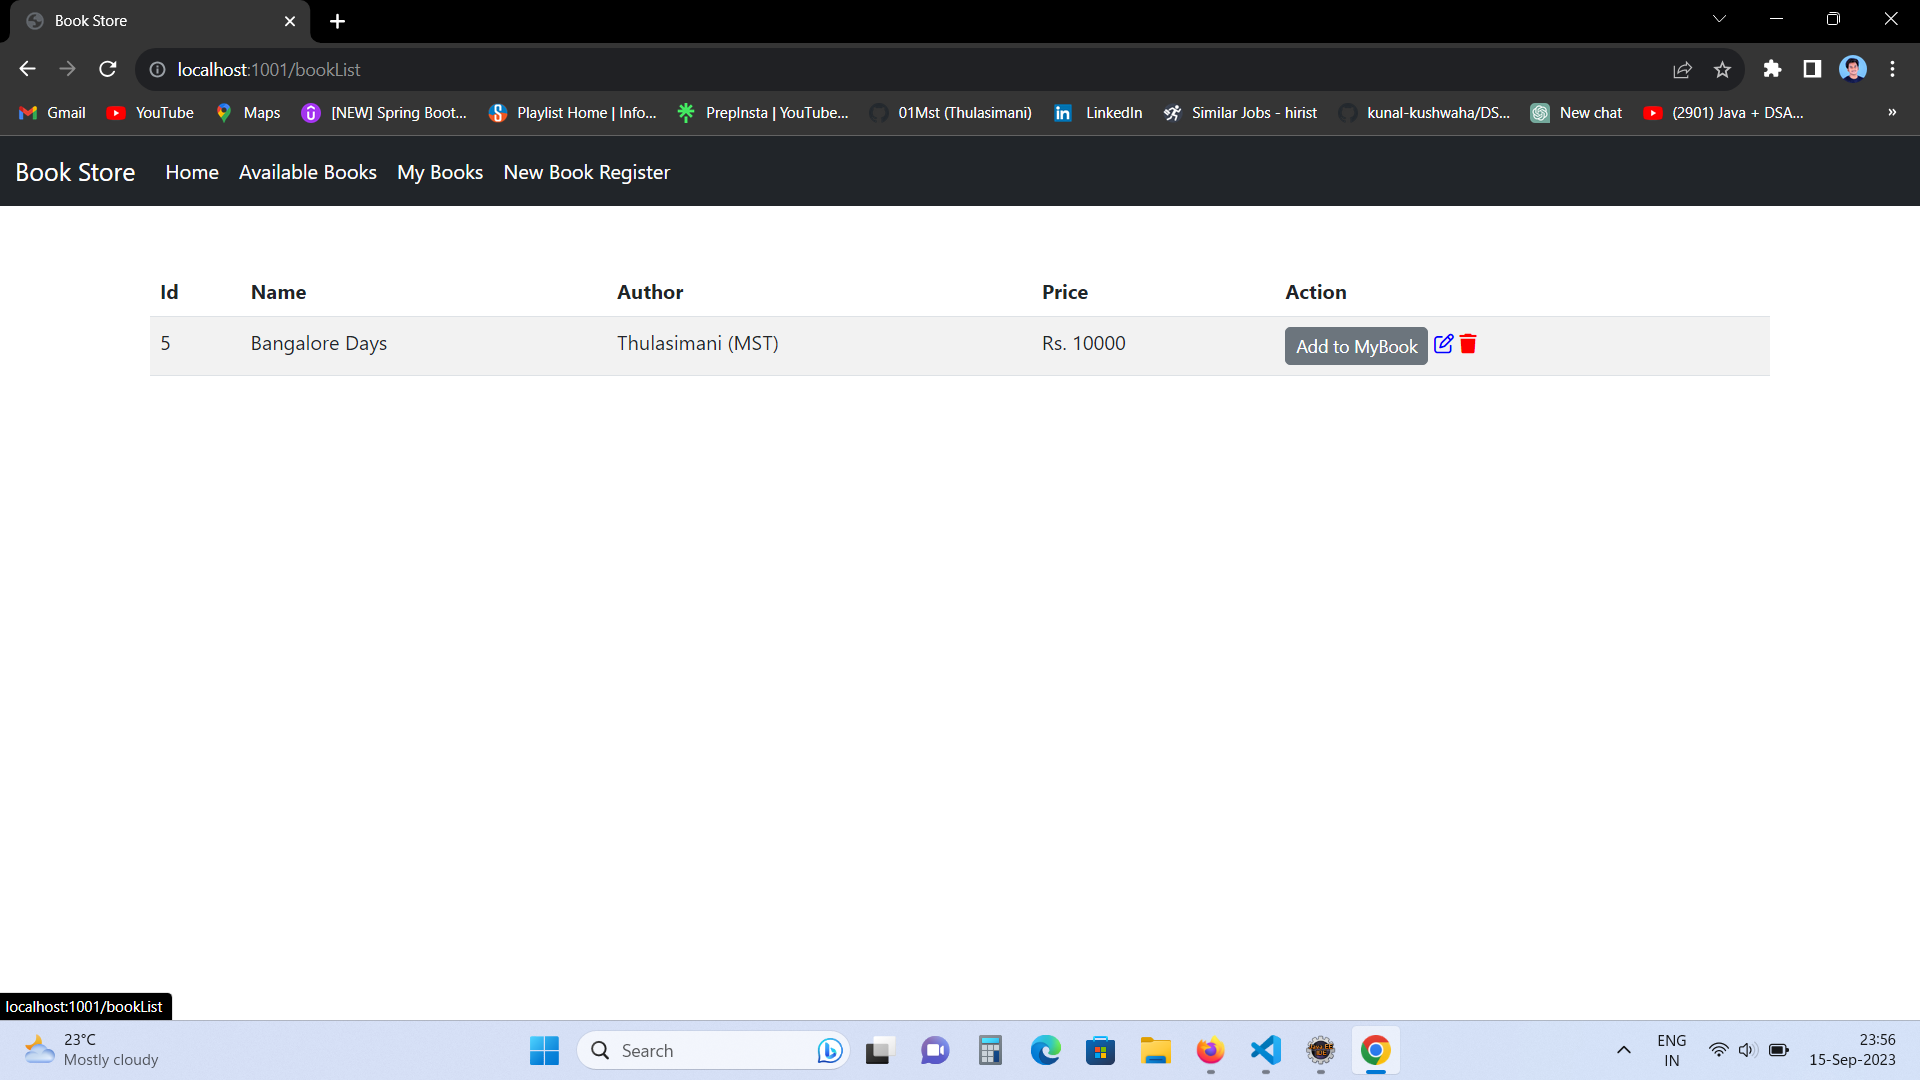 Book Store
localhost:1001/bookList
Gmail YouTube Maps [NEW] Spring Boot... Playlist Home | Info... PrepInsta | YouTube... 01Mst (Thulasimani) LinkedIn Similar Jobs - hirist kunal-kushwaha/DS... New chat (2901) Java + DSA... »
Book Store Home Available Books My Books New Book Register
Id Name Author Price Action
5 Bangalore Days Thulasimani (MST) Rs. 10000 Add to MyBook
localhost:1001/bookList
23°C
Mostly cloudy
Search
ENG
IN
23:56
15-Sep-2023